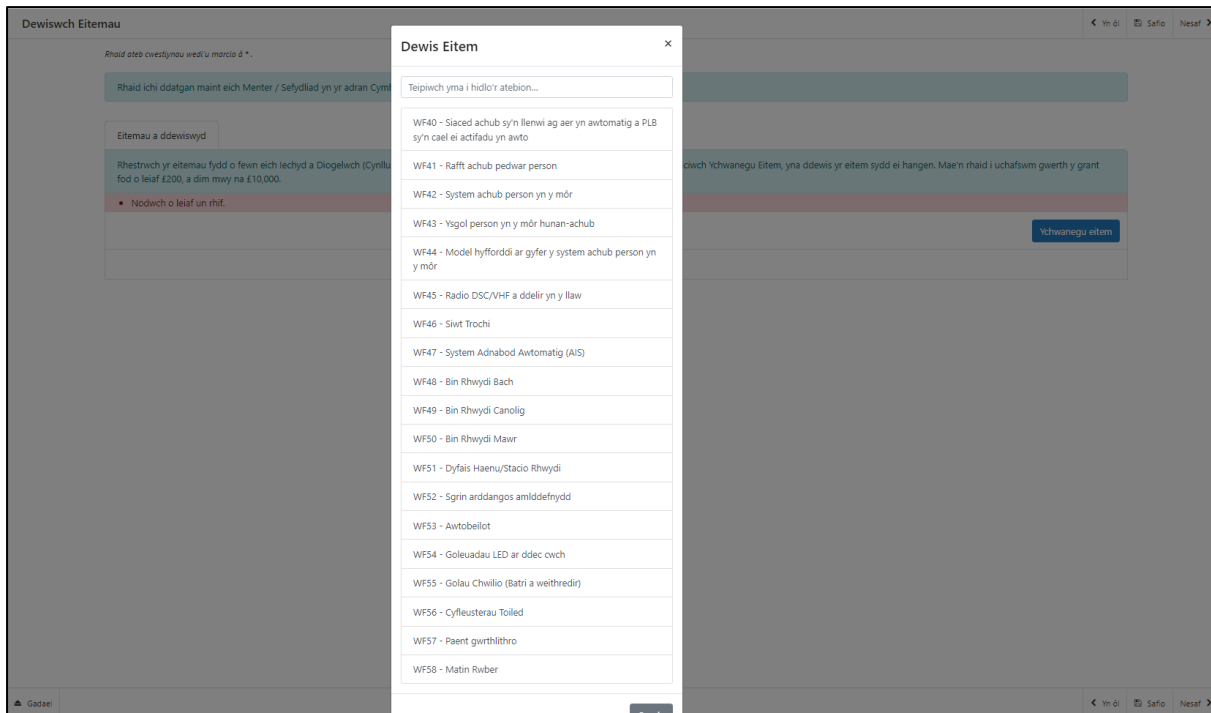 Dewiswch Eitemau
Yn ôl Safio Nesaf
Rhaid ateb cwestiynau wedi'u marcio â * .
Rhaid ichi ddatgan maint eich Menter / Sefydliad yn yr adran
Eitemau a ddewiswyd
Rhestrwch yr eitemau fydd o fewn eich Iechyd a Diogelwch
Ychwanegu Eitem, yna ddewis yr eitem sydd ei hangen. Mae'n rhaid i uchafswm gwerth y grant
fod o leiaf £200, a dim mwy na £10,000.
Nodwch o leiaf un rhif.
Ychwanegu eitem
Dewis Eitem ×
Teipiwch yma i hidlo'r atebion...
WF40 - Siaced achub sy'n llenwi ag aer yn awtomatig a PLB
sy'n cael ei actifadu yn awto
WF41 - Rafft achub pedwar person
WF42 - System achub person yn y môr
WF43 - Ysgol person yn y môr hunan-achub
WF44 - Model hyfforddi ar gyfer y system achub person yn
y môr
WF45 - Radio DSC/VHF a ddelir yn y llaw
WF46 - Siwt Trochi
WF47 - System Adnabod Awtomatig (AIS)
WF48 - Bin Rhwydi Bach
WF49 - Bin Rhwydi Canolig
WF50 - Bin Rhwydi Mawr
WF51 - Dyfais Haenu/Stacio Rhwydi
WF52 - Sgrin arddangos amlddefnydd
WF53 - Awtobeilot
WF54 - Goleuadau LED ar ddec cwch
WF55 - Golau Chwilio (Batri a weithredir)
WF56 - Cyfleusterau Toiled
WF57 - Paent gwrthlithro
WF58 - Matin Rwber
Gadael
Yn ôl Safio Nesaf